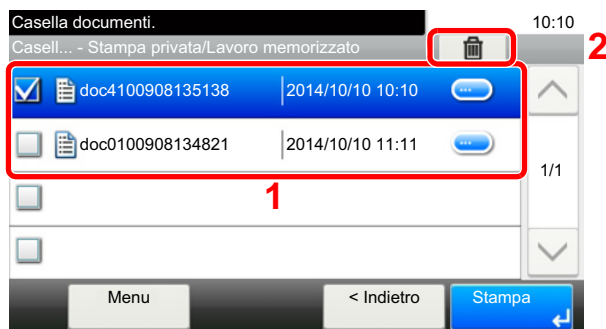 Casella documenti.
10:10
Casell... - Stampa privata/Lavoro memorizzato
2
doc4100908135138 2014/10/10 10:10
doc0100908134821 2014/10/10 11:11
1/1
1
Menu
< Indietro
Stampa